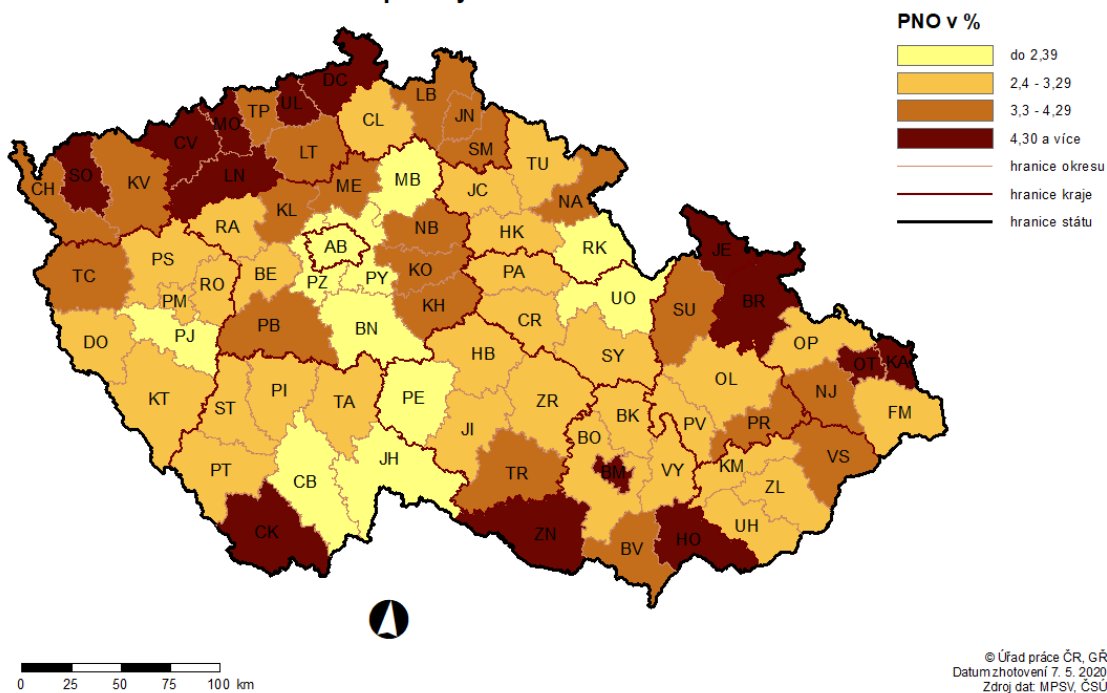 PNO v %
do 2,39
2,4 - 3,29
3,3 - 4,29
4,30 a více
hranice okresu
hranice kraje
hranice státu
DC
LB
UL
TP
JN
MO
CL
CV
LT
SM
TU
CH
SO
KV
LN
ME
MB
JC
NA
KL
RA
NB
HK
AB
RK
JE
TC
PS
RO
BE
PZ
PY
KO
PA
UO
BR
PM
KH
SU
PB
BN
CR
DO
PJ
OP
SY
HB
OT
KA
OL
KT
PI
ST
TA
PE
ZR
BK
NJ
FM
JI
BO
PV
PR
PT
JH
CB
TR
BM
VY
KM
VS
ZL
CK
ZN
BV
HO
UH
0 25 50 75 100 km
© Úřad práce ČR, GŘ
Datum zhotovení 7. 5. 2020
Zdroj dat: MPSV, ČSÚ